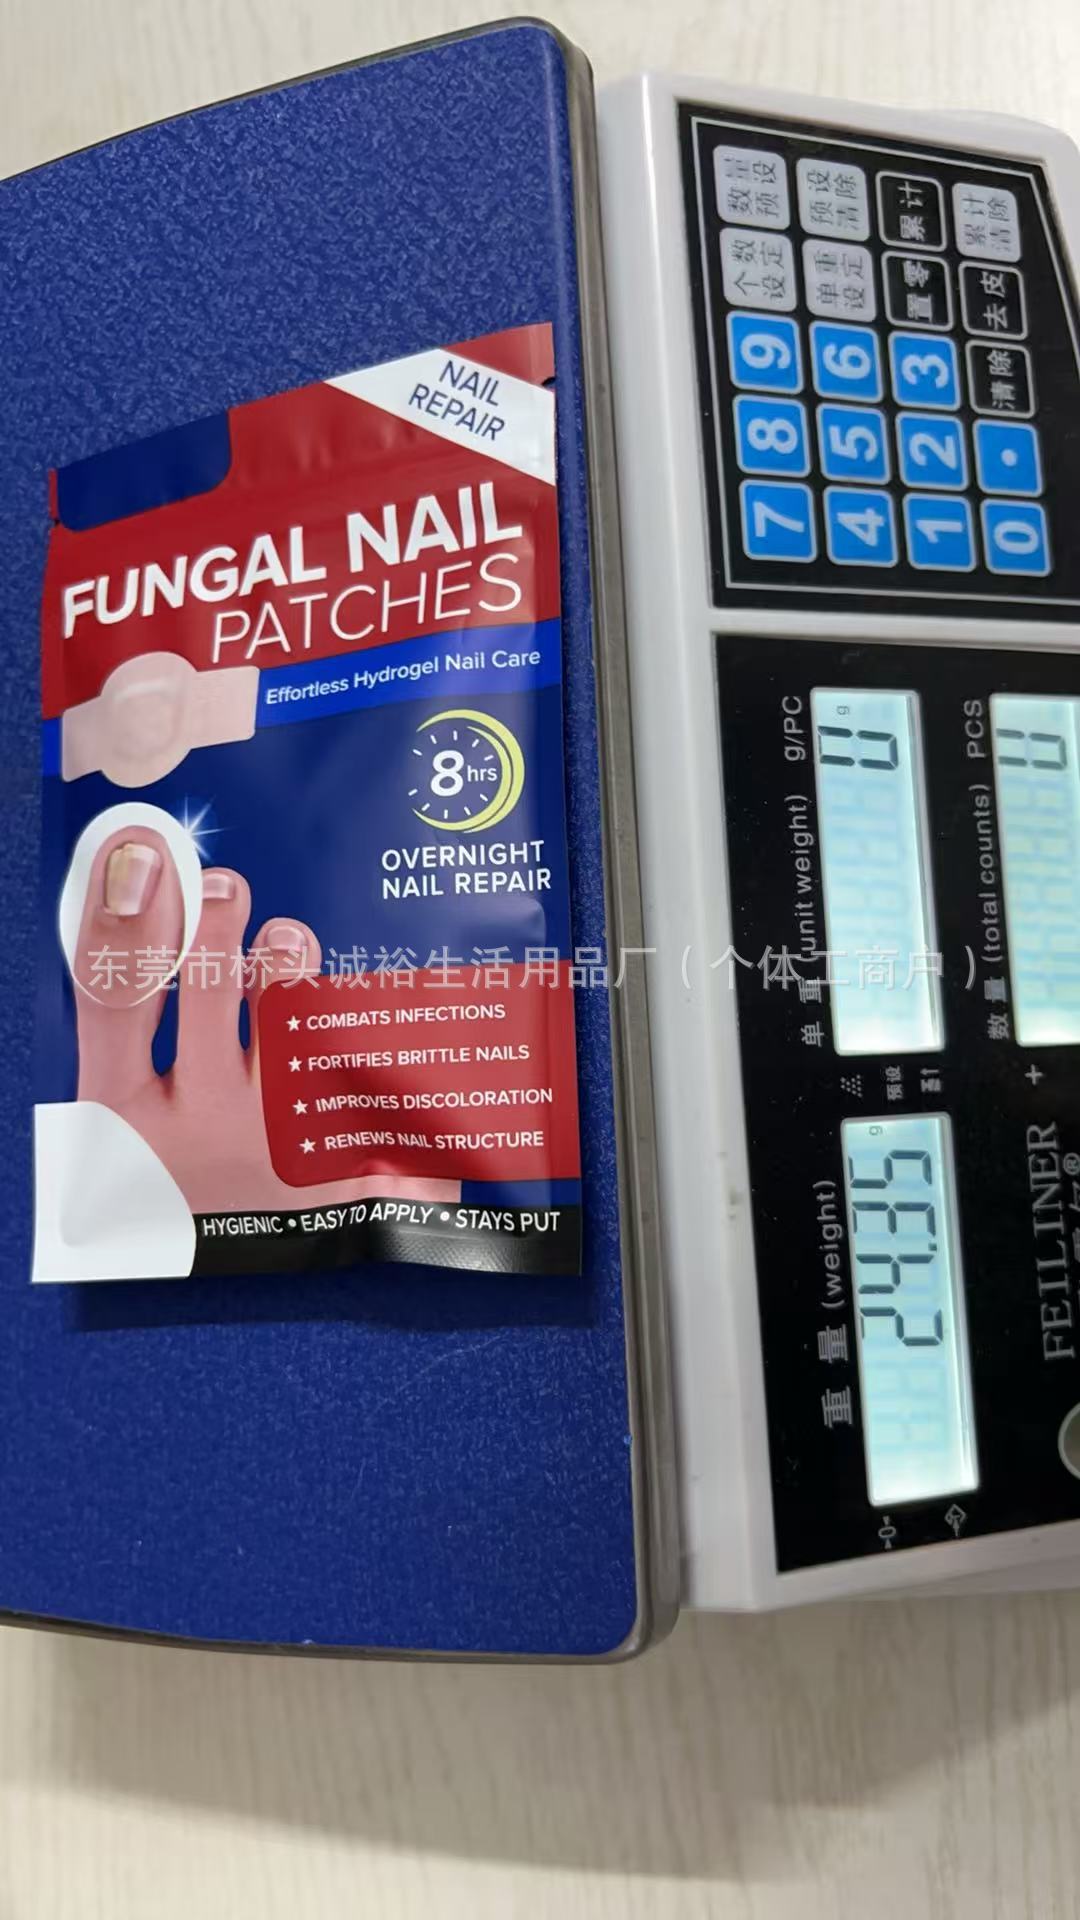 NAIL
REPAIR
FUNGAL NAIL
PATCHES
Effortless Hydrogel Nail Care
8hrs
OVERNIGHT
NAIL REPAIR
★ COMBATS INFECTIONS
★ FORTIFIES BRITTLE NAILS
★ IMPROVES DISCOLORATION
★ RENEWS NAIL STRUCTURE
HYGIENIC • EASY TO APPLY • STAYS PUT
东莞市桥头诚裕生活用品厂（个体工商户）
7 8 9 个数设定 数量预设
4 5 6 单重设定 预设清除
1 2 3 置零 累计
0 • 清除 去皮 累计清除
重量 (weight)
g
24.35
单重 (unit weight) g/PC
g
0
数量 (total counts) PCS
0
预设
FEILINER